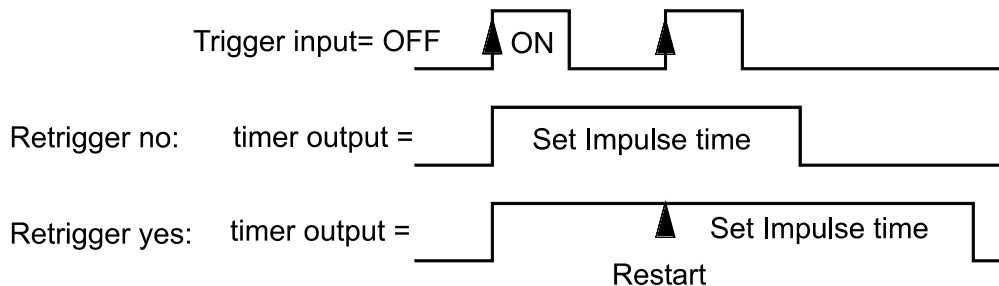 Trigger input= OFF ON
Retrigger no: timer output = Set Impulse time
Retrigger yes: timer output = Set Impulse time
Restart